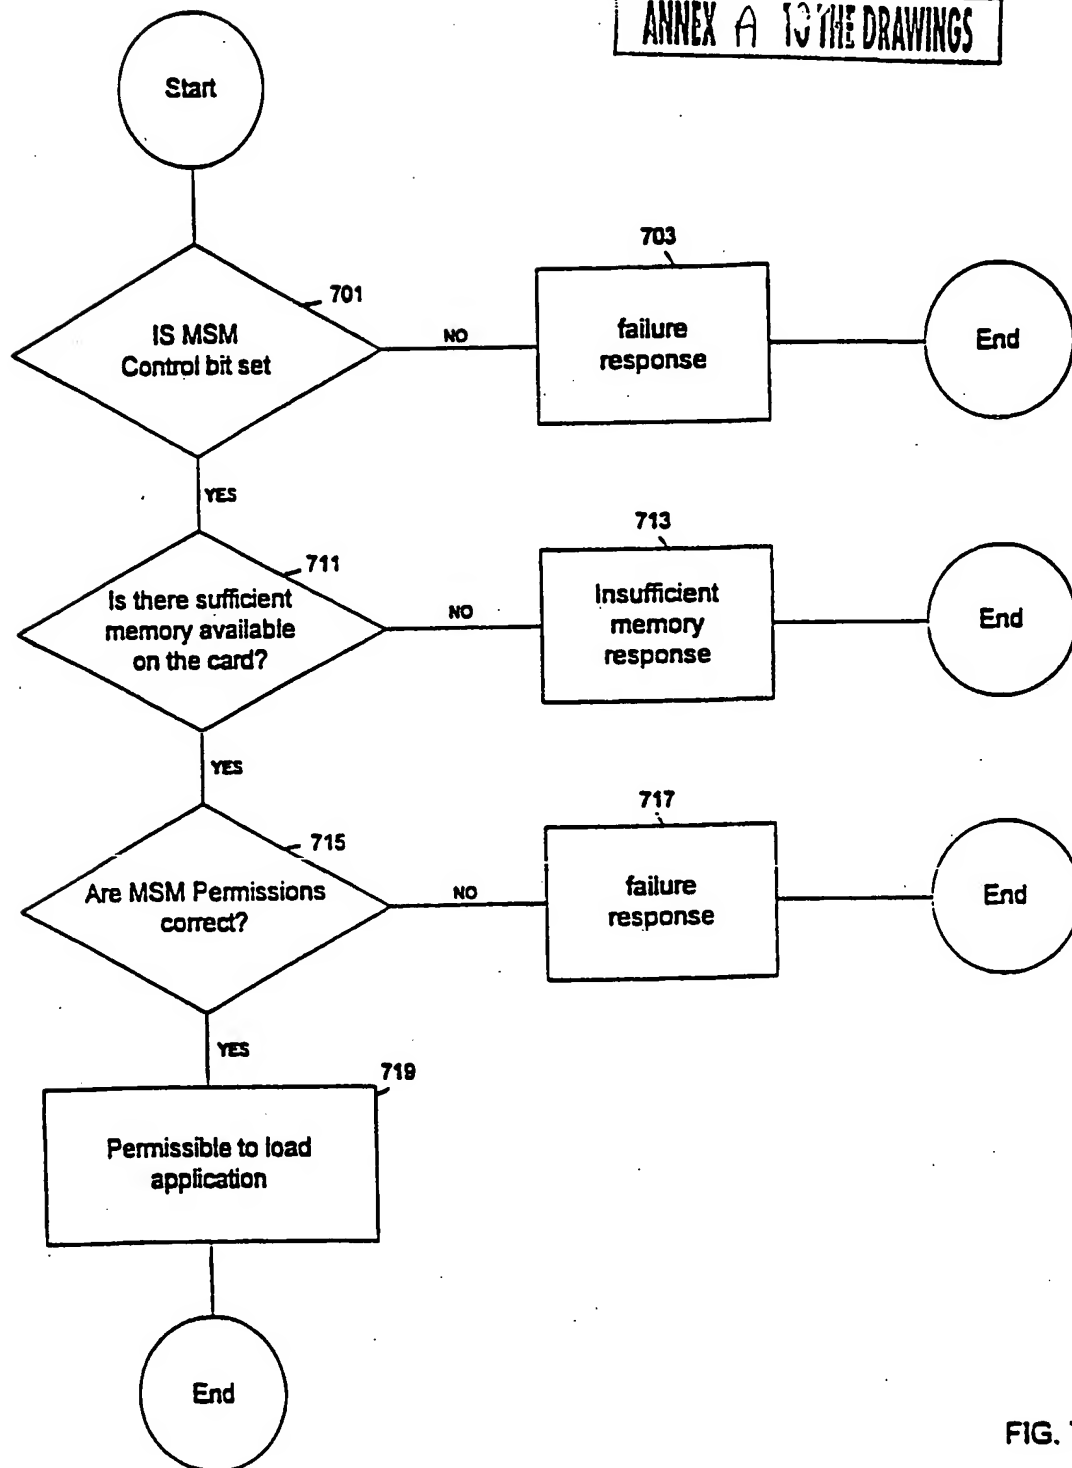 ANNEX A TO THE DRAWINGS
Start
701
IS MSM
Control bit set
NO
703
failure
response
End
YES
711
Is there sufficient
memory available
on the card?
NO
713
Insufficient
memory
response
End
YES
715
Are MSM Permissions
correct?
NO
717
failure
response
End
YES
719
Permissible to load
application
End
FIG.